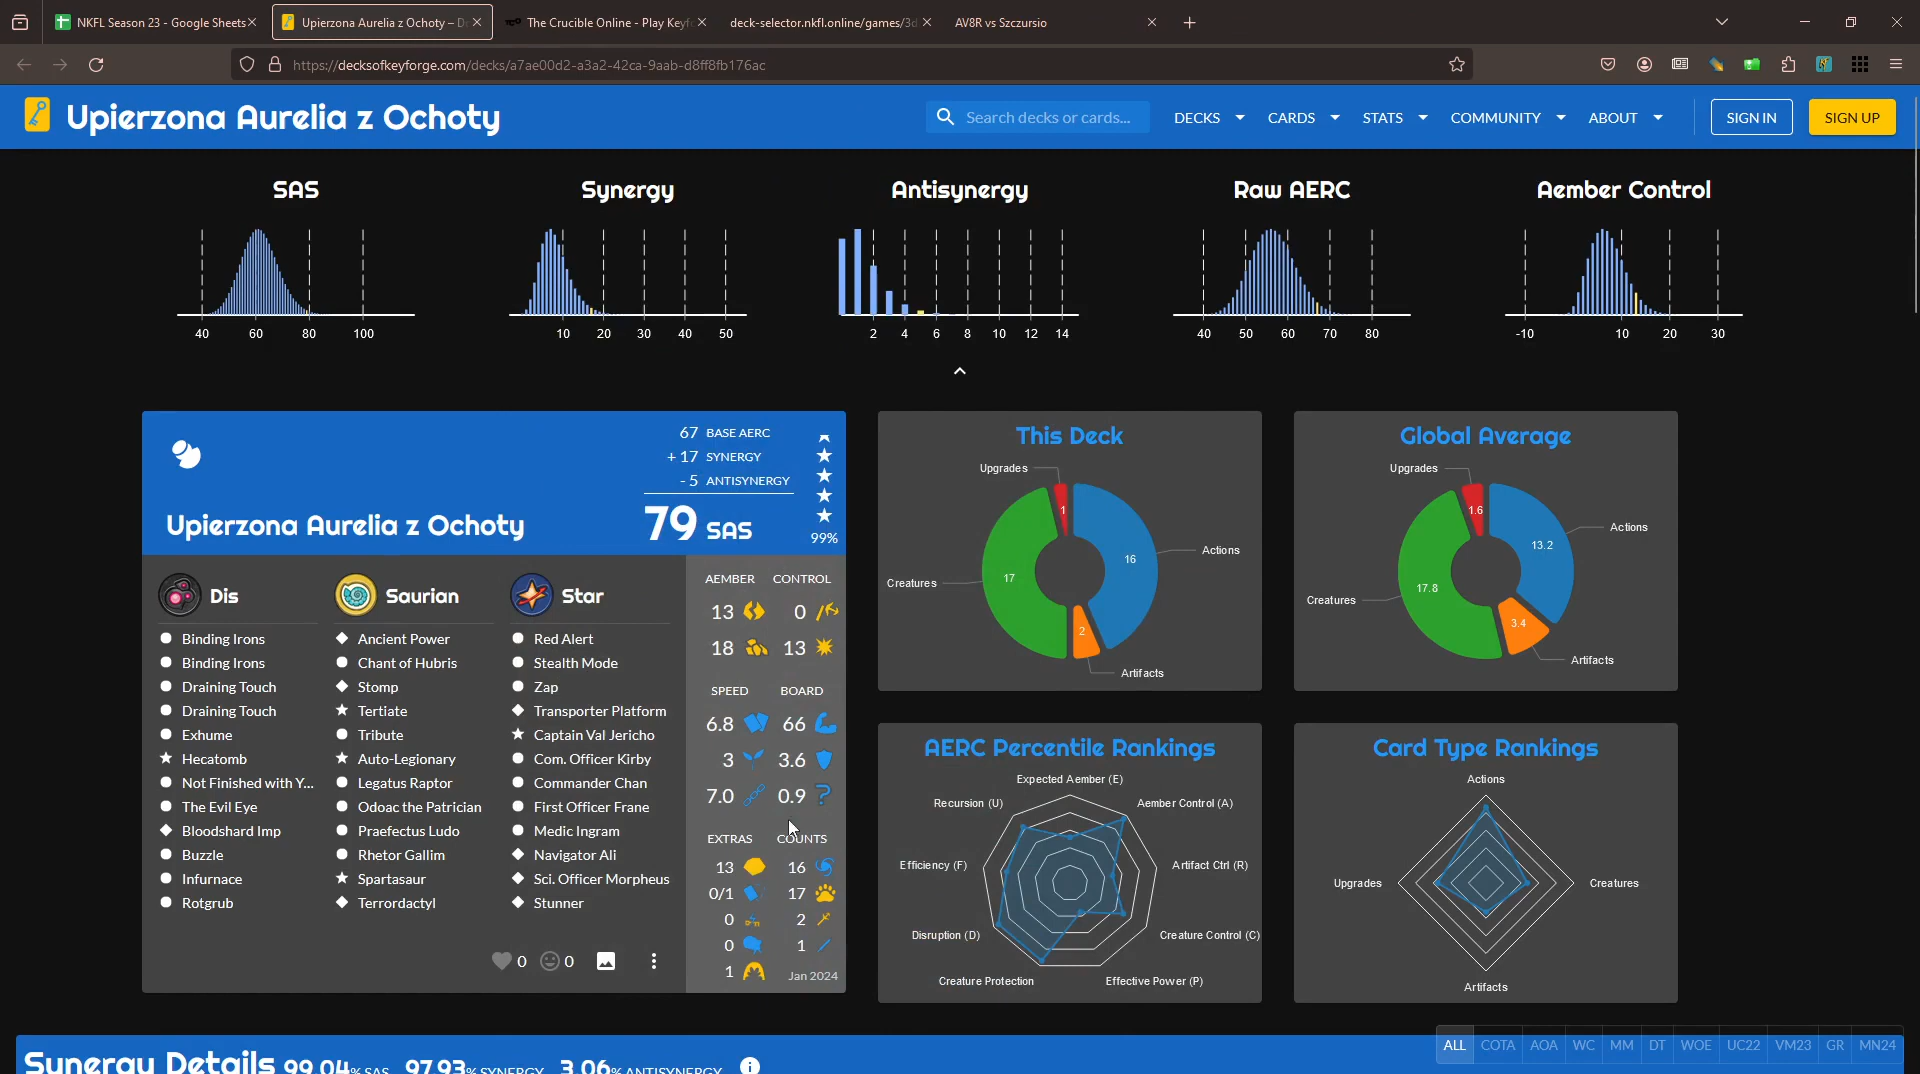 NKFL Season 23 - Google Sheets
Upierzona Aurelia z Ochoty – D
The Crucible Online - Play Keyf
deck-selector.nkfl.online/games/3d
AV8R vs Szczursio
https://decksofkeyforge.com/decks/a7ae00d2-a3a2-42ca-9aab-d8ff8fb176ac
Upierzona Aurelia z Ochoty
Search decks or cards...
DECKS
CARDS
STATS
COMMUNITY
ABOUT
SIGN IN
SIGN UP
SAS
40 60 80 100
Synergy
10 20 30 40 50
Antisynergy
2 4 6 8 10 12 14
Raw AERC
40 50 60 70 80
Aember Control
-10 10 20 30
67 BASE AERC
+ 17 SYNERGY
- 5 ANTISYNERGY
79 SAS
99%
Upierzona Aurelia z Ochoty
Dis
Binding Irons
Binding Irons
Draining Touch
Draining Touch
Exhume
Hecatomb
Not Finished with Y...
The Evil Eye
Bloodshard Imp
Buzzle
Infurnace
Rotgrub
Saurian
Ancient Power
Chant of Hubris
Stomp
Tertiate
Tribute
Auto-Legionary
Legatus Raptor
Odoac the Patrician
Praefectus Ludo
Rhetor Gallim
Spartasaur
Terrordactyl
Star
Red Alert
Stealth Mode
Zap
Transporter Platform
Captain Val Jericho
Com. Officer Kirby
Commander Chan
First Officer Frane
Medic Ingram
Navigator Ali
Sci. Officer Morpheus
Stunner
0
0
AEMBER CONTROL
13 0
18 13
SPEED BOARD
6.8 66
3 3.6
7.0 0.9
EXTRAS COUNTS
13 16
0/1 17
0 2
0 1
1 Jan 2024
This Deck
Upgrades
1
16
Actions
17
Creatures
2
Artifacts
Global Average
Upgrades
1.6
Actions
13.2
17.8
Creatures
3.4
Artifacts
AERC Percentile Rankings
Expected Aember (E)
Recursion (U)
Aember Control (A)
Efficiency (F)
Artifact Ctrl (R)
Disruption (D)
Creature Control (C)
Creature Protection
Effective Power (P)
Card Type Rankings
Actions
Upgrades
Creatures
Artifacts
Synergy Details 99.04% SAS 97.93% SYNERGY 3.06% ANTISYNERGY
ALL COTA AOA WC MM DT WOE UC22 VM23 GR MN24